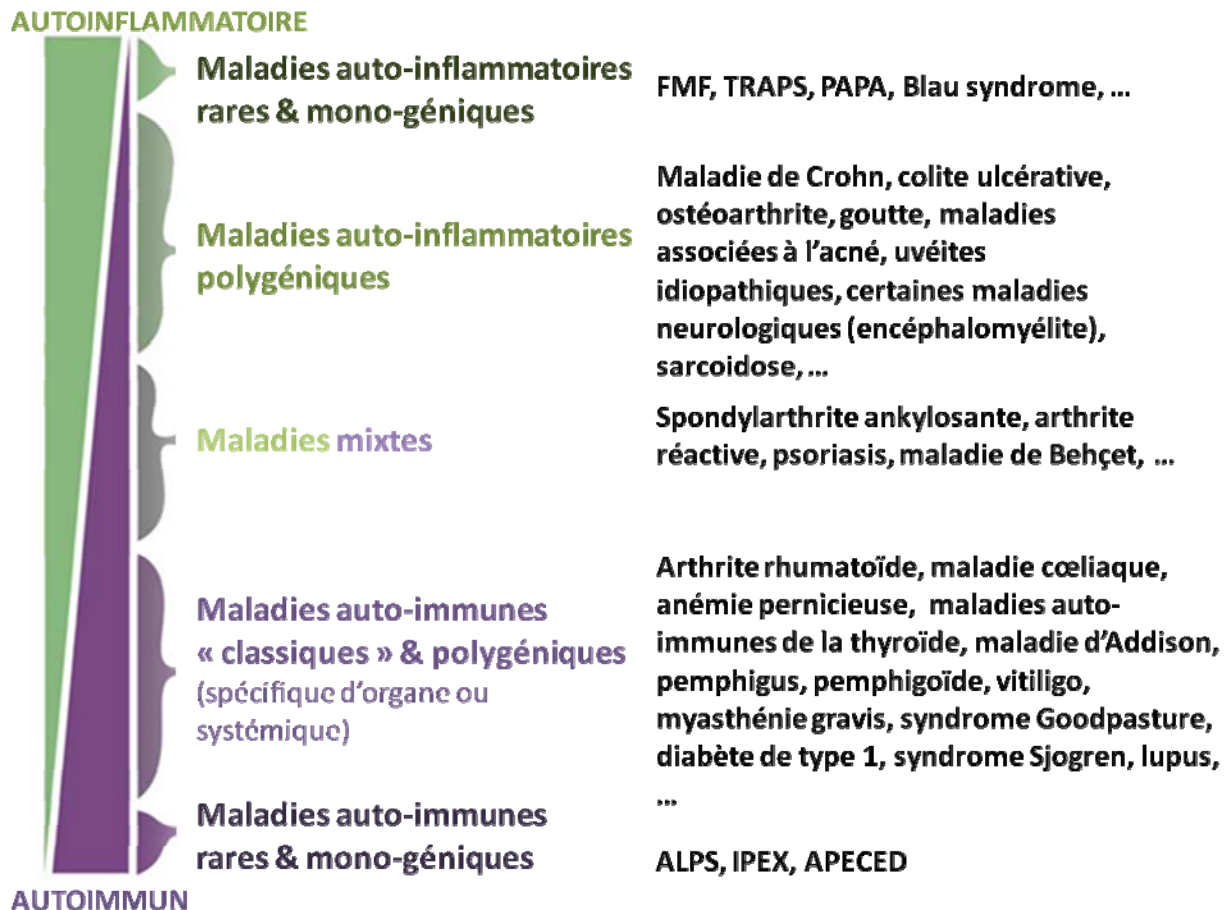 AUTOINFLAMMATOIRE
Maladies auto-inflammatoires
rares & mono-géniques
FMF, TRAPS, PAPA, Blau syndrome, ...
Maladies auto-inflammatoires
polygéniques
Maladie de Crohn, colite ulcérative,
ostéoarthrite, goutte, maladies
associées à l'acné, uvéites
idiopathiques, certaines maladies
neurologiques (encéphalomyélite),
sarcoidose, ...
Maladies mixtes
Spondylarthrite ankylosante, arthrite
réactive, psoriasis, maladie de Behçet, ...
Maladies auto-immunes
« classiques » & polygéniques
(spécifique d'organe ou
systémique)
Arthrite rhumatoïde, maladie cœliaque,
anémie pernicieuse, maladies auto-
immunes de la thyroïde, maladie d'Addison,
pemphigus, pemphigoïde, vitiligo,
myasthénie gravis, syndrome Goodpasture,
diabète de type 1, syndrome Sjogren, lupus,
...
Maladies auto-immunes
rares & mono-géniques
ALPS, IPEX, APECED
AUTOIMMUN